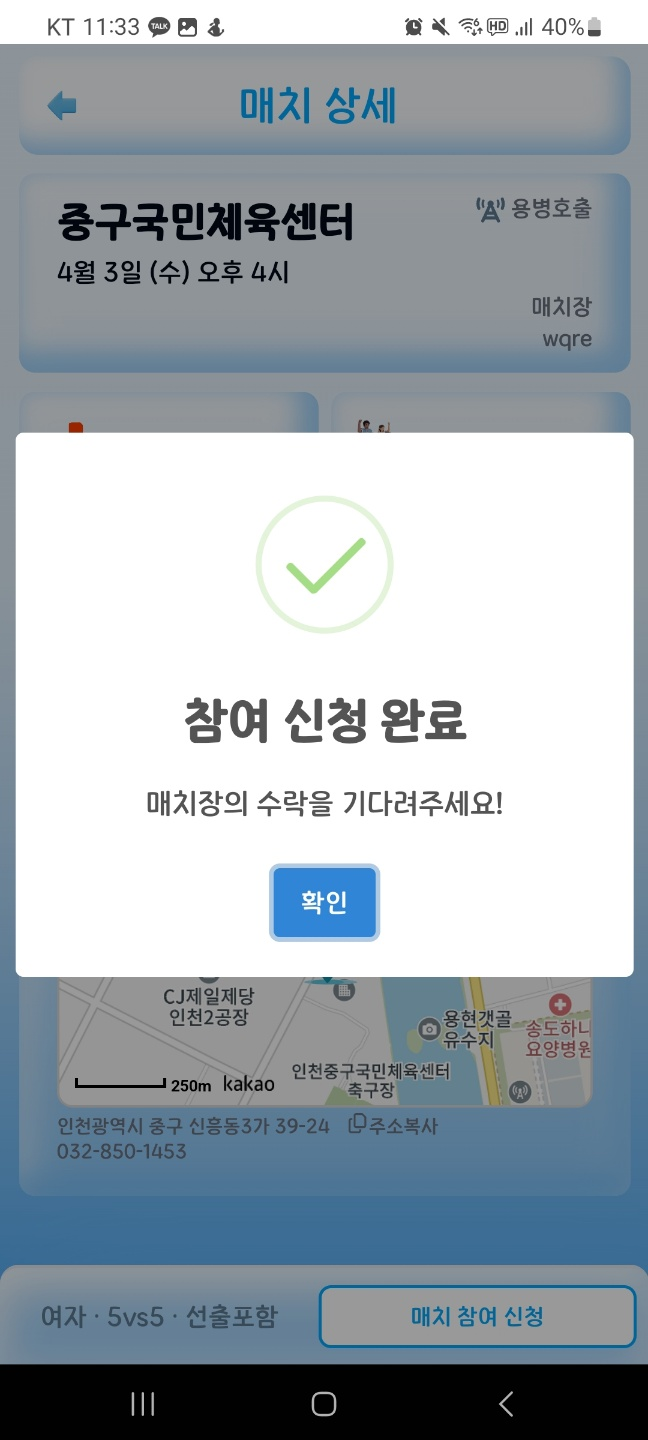 KT 11:33 TALK HD 40%
매치 상세
중구국민체육센터
용병호출
4월 3일 (수) 오후 4시
매치장
wqre
참여 신청 완료
매치장의 수락을 기다려주세요!
확인
CJ제일제당
인천2공장
용현갯골
유수지
송도하니
요양병원
인천중구국민체육센터
축구장
250m kakao
인천광역시 중구 신흥동3가 39-24 주소복사
032-850-1453
여자 · 5vs5 · 선출포함
매치 참여 신청